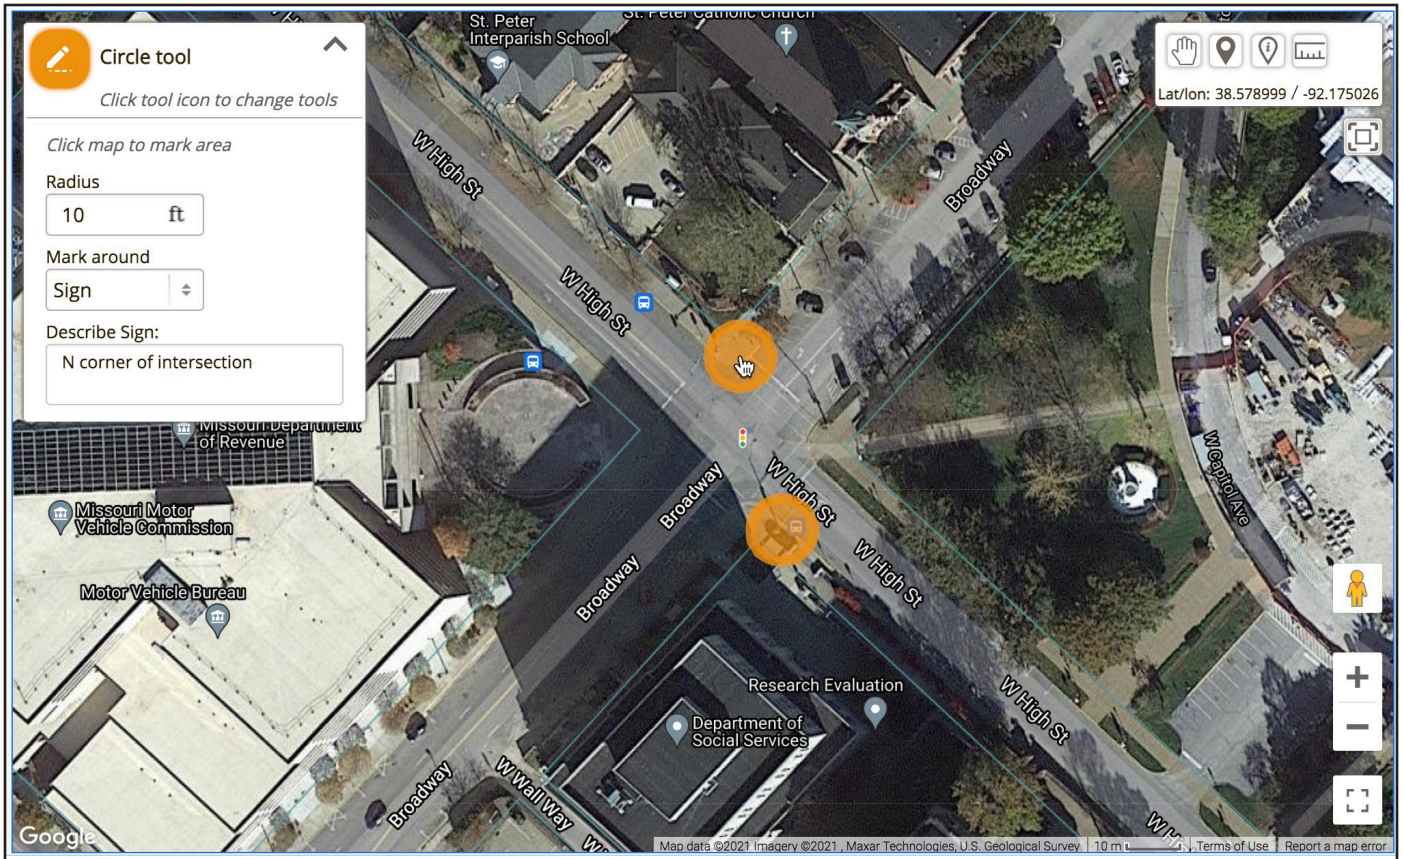 Circle tool
Click tool icon to change tools
Click map to mark area
Radius
10 ft
Mark around
Sign
Describe Sign:
N corner of intersection
St. Peter
Interparish School
St. Peter Catholic Church
Lat/lon: 38.578999 / -92.175026
W High St
Broadway
W High St
Missouri Department
of Revenue
W Capitol Ave
Broadway
W High St
Missouri Motor
Vehicle Commission
W High St
Broadway
Motor Vehicle Bureau
Research Evaluation
W High St
Department of
Social Services
Broadway
W Wall Way
Google
Map data ©2021 Imagery ©2021 , Maxar Technologies, U.S. Geological Survey
10 m
Terms of Use
Report a map error